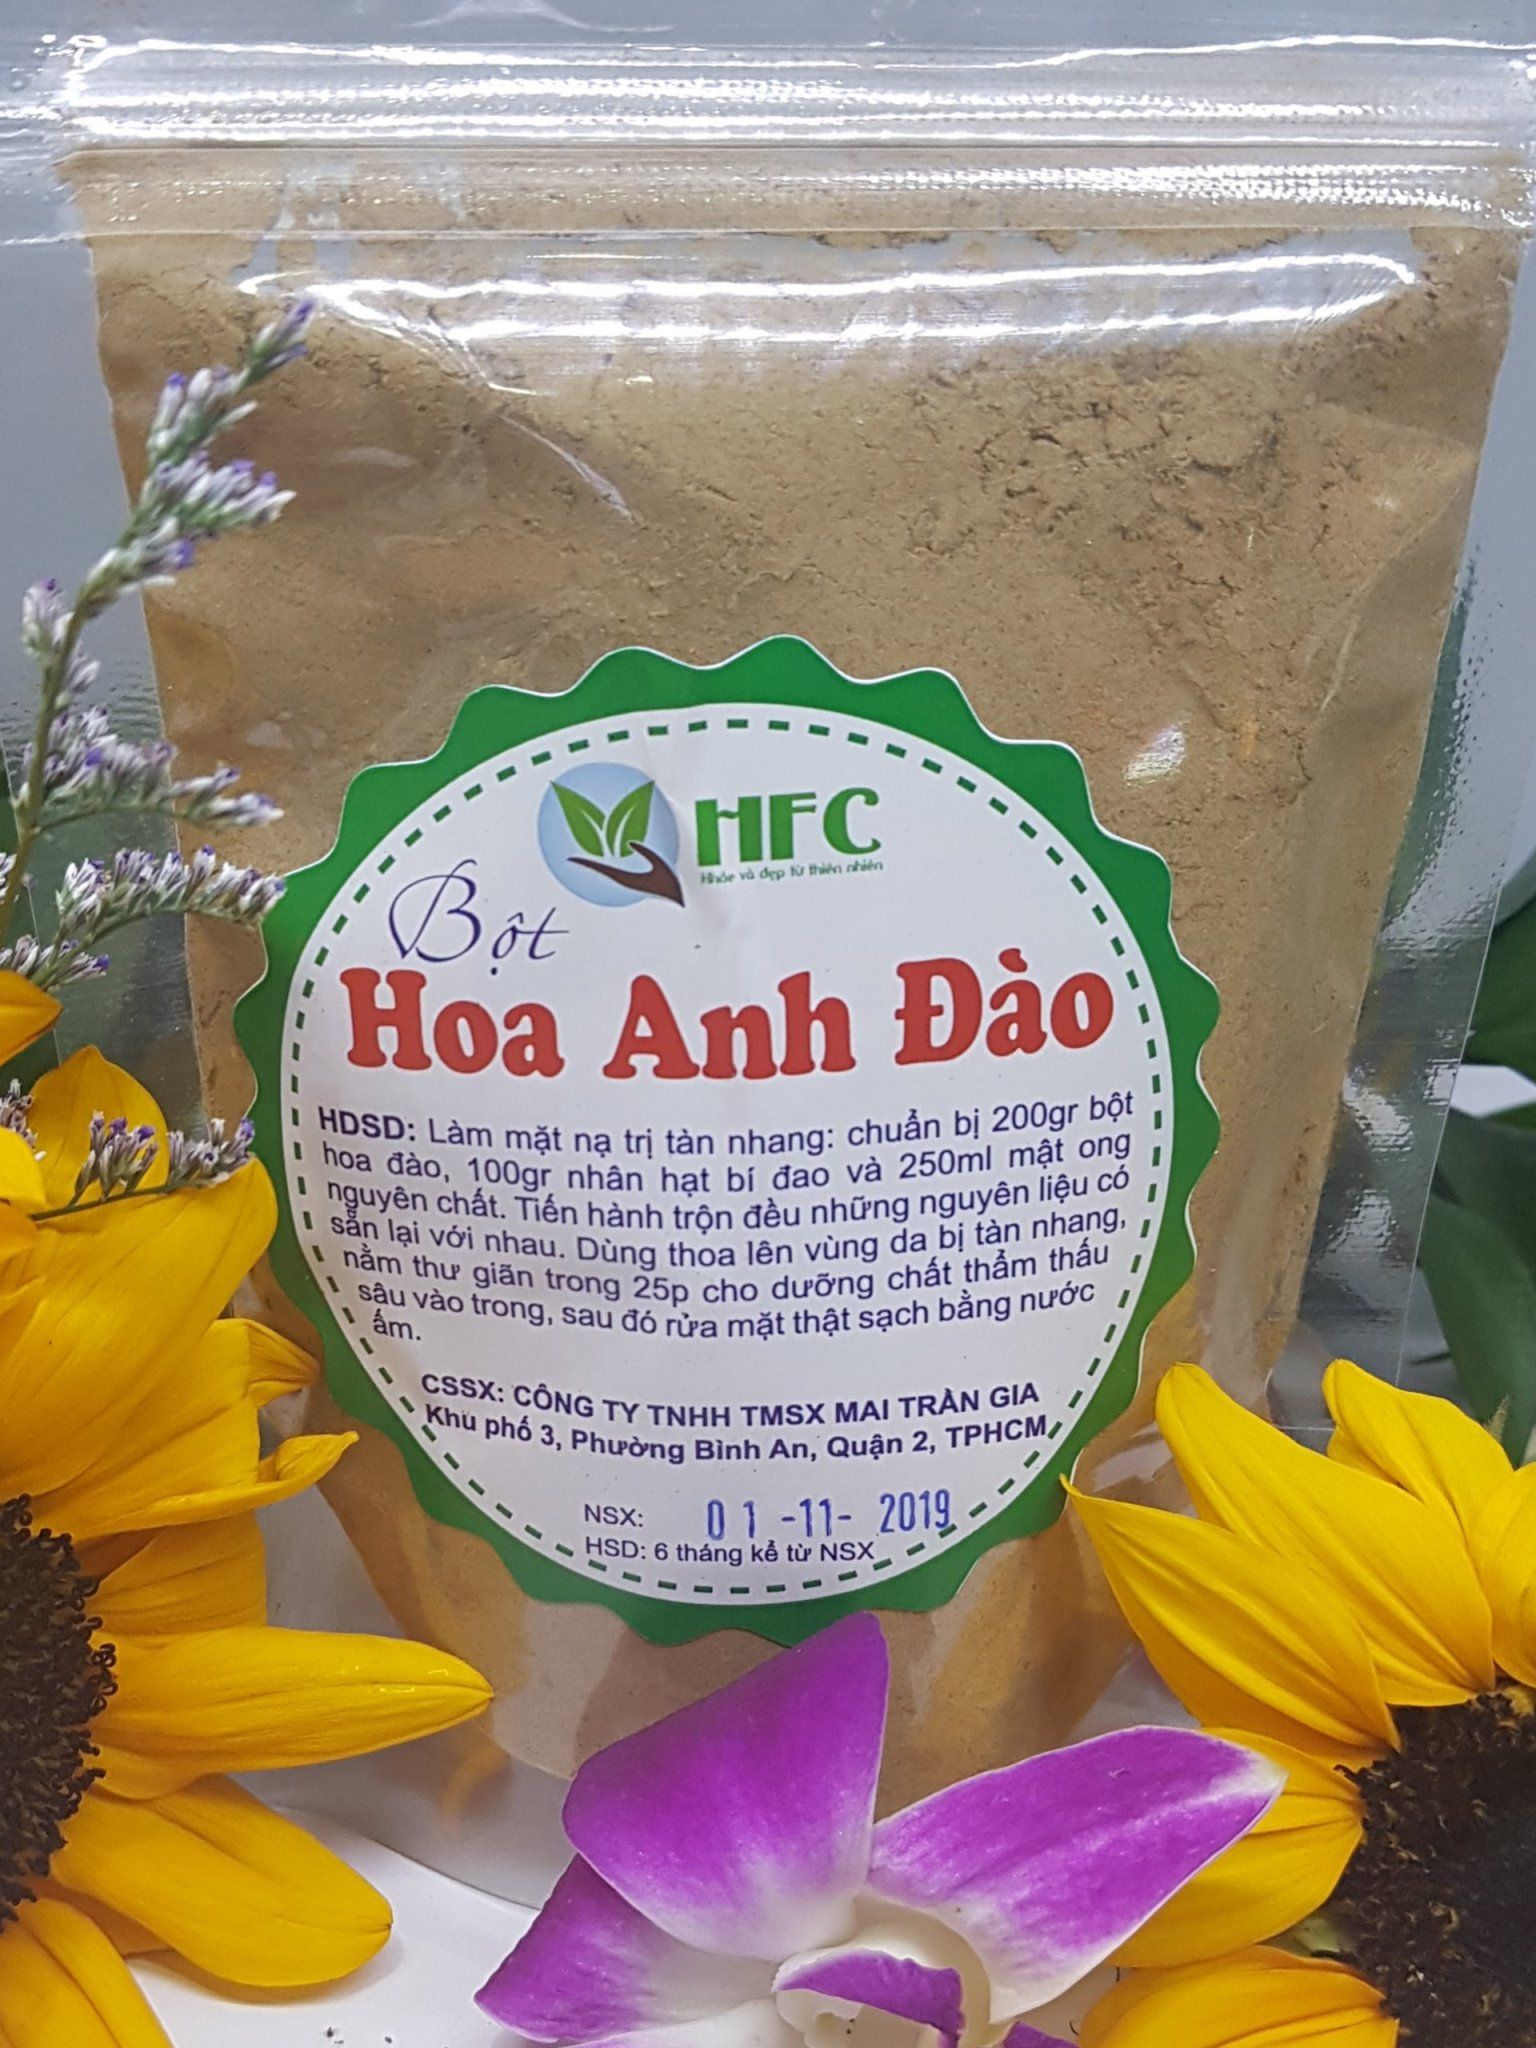 HFC
Khỏe và đẹp từ thiên nhiên
Bột
Hoa Anh Đào
HDSD: Làm mặt nạ trị tàn nhang: chuẩn bị 200gr bột
hoa đào, 100gr nhân hạt bí đao và 250ml mật ong
nguyên chất. Tiến hành trộn đều những nguyên liệu có
sẵn lại với nhau. Dùng thoa lên vùng da bị tàn nhang,
nằm thư giãn trong 25p cho dưỡng chất thẩm thấu
sâu vào trong, sau đó rửa mặt thật sạch bằng nước
ấm.
CSSX: CÔNG TY TNHH TMSX MAI TRẦN GIA
Khu phố 3, Phường Bình An, Quận 2, TPHCM
NSX: 01-11-2019
HSD: 6 tháng kể từ NSX